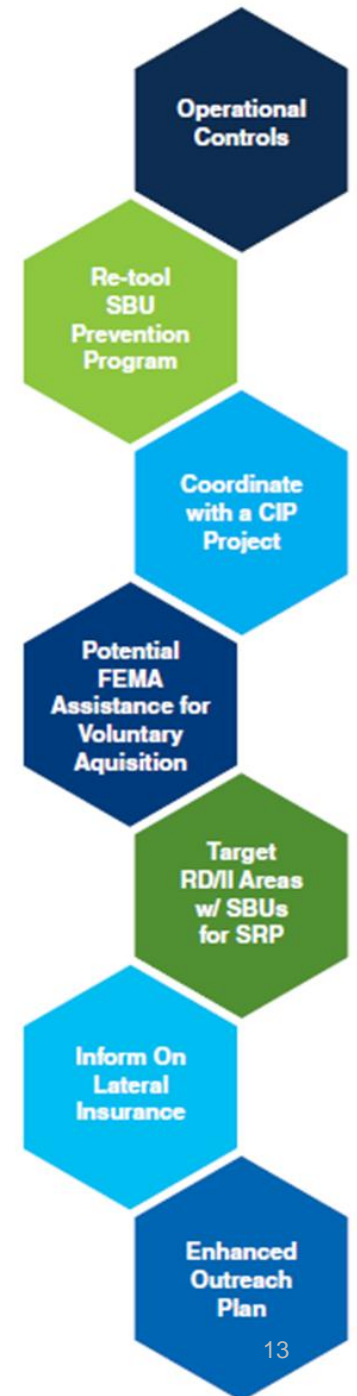 Operational
Controls
Re-tool
SBU
Prevention
Program
Coordinate
with a CIP
Project
Potential
FEMA
Assistance for
Voluntary
Aquisition
Target
RD/II Areas
w/ SBUs
for SRP
Inform On
Lateral
Insurance
Enhanced
Outreach
Plan
13